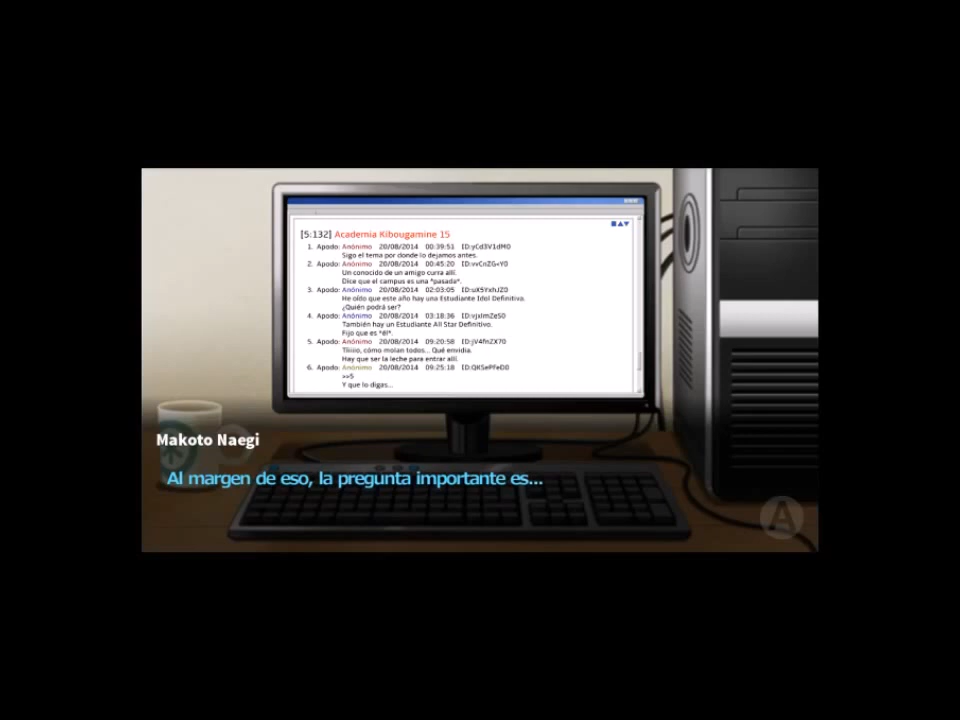 [5:132] Academia Kibougamine 15
1. Apodo: Anónimo 20/08/2014 00:39:51 ID:yCd3V1dM0
Sigo el tema por donde lo dejamos antes.
2. Apodo: Anónimo 20/08/2014 00:45:20 ID:vvCnZG+Y0
Un conocido de un amigo curra allí.
Dice que el campus es una *pasada*.
3. Apodo: Anónimo 20/08/2014 02:03:05 ID:uX5YxhJZ0
He oído que este año hay una Estudiante Idol Definitiva.
¿Quién podrá ser?
4. Apodo: Anónimo 20/08/2014 03:18:36 ID:vjxImZeS0
También hay un Estudiante All Star Definitivo.
Fijo que es *él*.
5. Apodo: Anónimo 20/08/2014 09:20:58 ID:jV4fnZX70
Tíiiio, cómo molan todos... Qué envidia.
Hay que ser la leche para entrar allí.
6. Apodo: Anónimo 20/08/2014 09:25:18 ID:QKSePFeD0
>>5
Y que lo digas...
Makoto Naegi
Al margen de eso, la pregunta importante es...
A